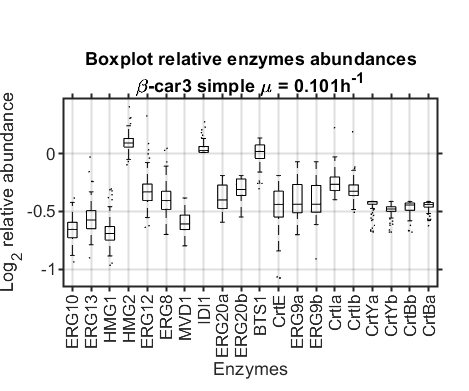 Boxplot relative enzymes abundances
β-car3 simple μ = 0.101h⁻¹
Log₂ relative abundance
0
-0.5
-1
ERG10
ERG13
HMG1
HMG2
ERG12
ERG8
MVD1
IDI1
ERG20a
ERG20b
BTS1
CrtE
ERG9a
ERG9b
CrtIa
CrtIb
CrtYa
CrtYb
CrtBb
CrtBa
Enzymes